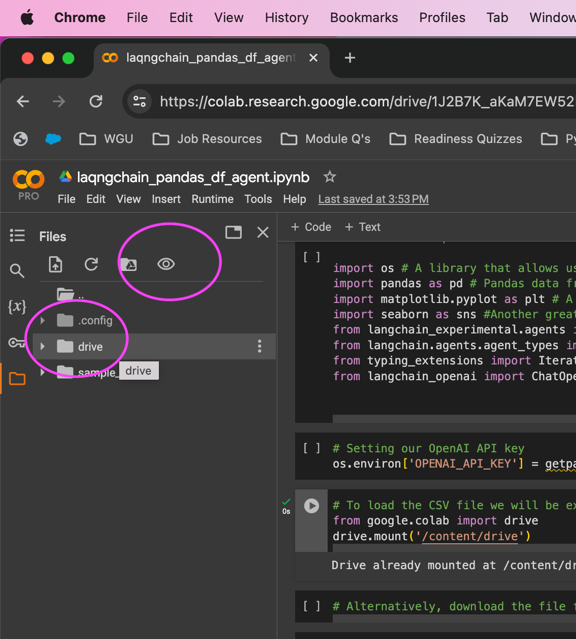 Chrome File Edit View History Bookmarks Profiles Tab Window
laqngchain_pandas_df_agent
https://colab.research.google.com/drive/1J2B7K_aKaM7EW52
WGU Job Resources Module Q's Readiness Quizzes Py
laqngchain_pandas_df_agent.ipynb
PRO
File Edit View Insert Runtime Tools Help Last saved at 3:53 PM
Files
+ Code + Text
..
.config
drive
sample_
drive
{x}
[ ]
import os # A library that allows us
import pandas as pd # Pandas data fr
import matplotlib.pyplot as plt # A
import seaborn as sns #Another great
from langchain_experimental.agents i
from langchain.agents.agent_types im
from typing_extensions import Iterat
from langchain_openai import ChatOpe
[ ] # Setting our OpenAI API key
os.environ['OPENAI_API_KEY'] = getpa
0s
# To load the CSV file we will be ex
from google.colab import drive
drive.mount('/content/drive')
Drive already mounted at /content/dr
[ ] # Alternatively, download the file f